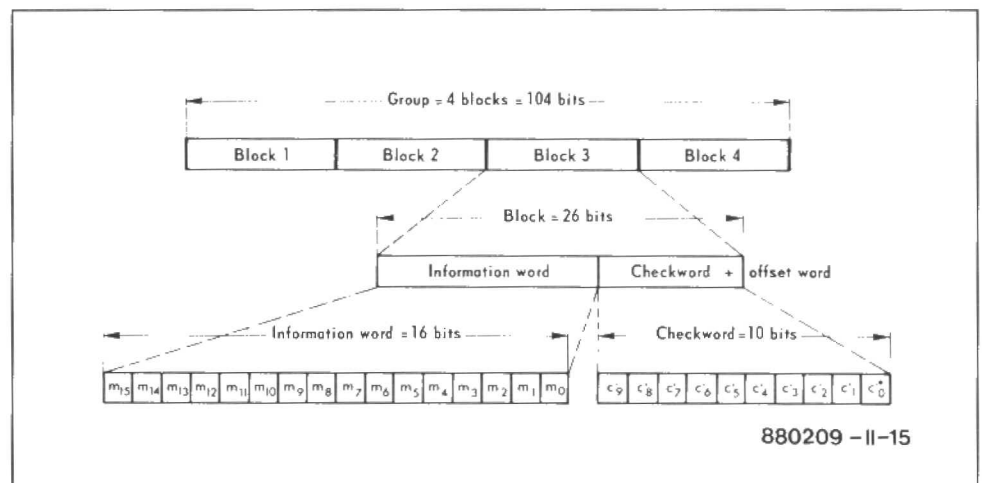 Group = 4 blocks = 104 bits
Block 1 Block 2 Block 3 Block 4
Block = 26 bits
Information word Checkword + offset word
Information word = 16 bits Checkword = 10 bits
m15 m14 m13 m12 m11 m10 m9 m8 m7 m6 m5 m4 m3 m2 m1 m0 c'9 c'8 c'7 c'6 c'5 c'4 c'3 c'2 c'1 c'0
880209 - II - 15